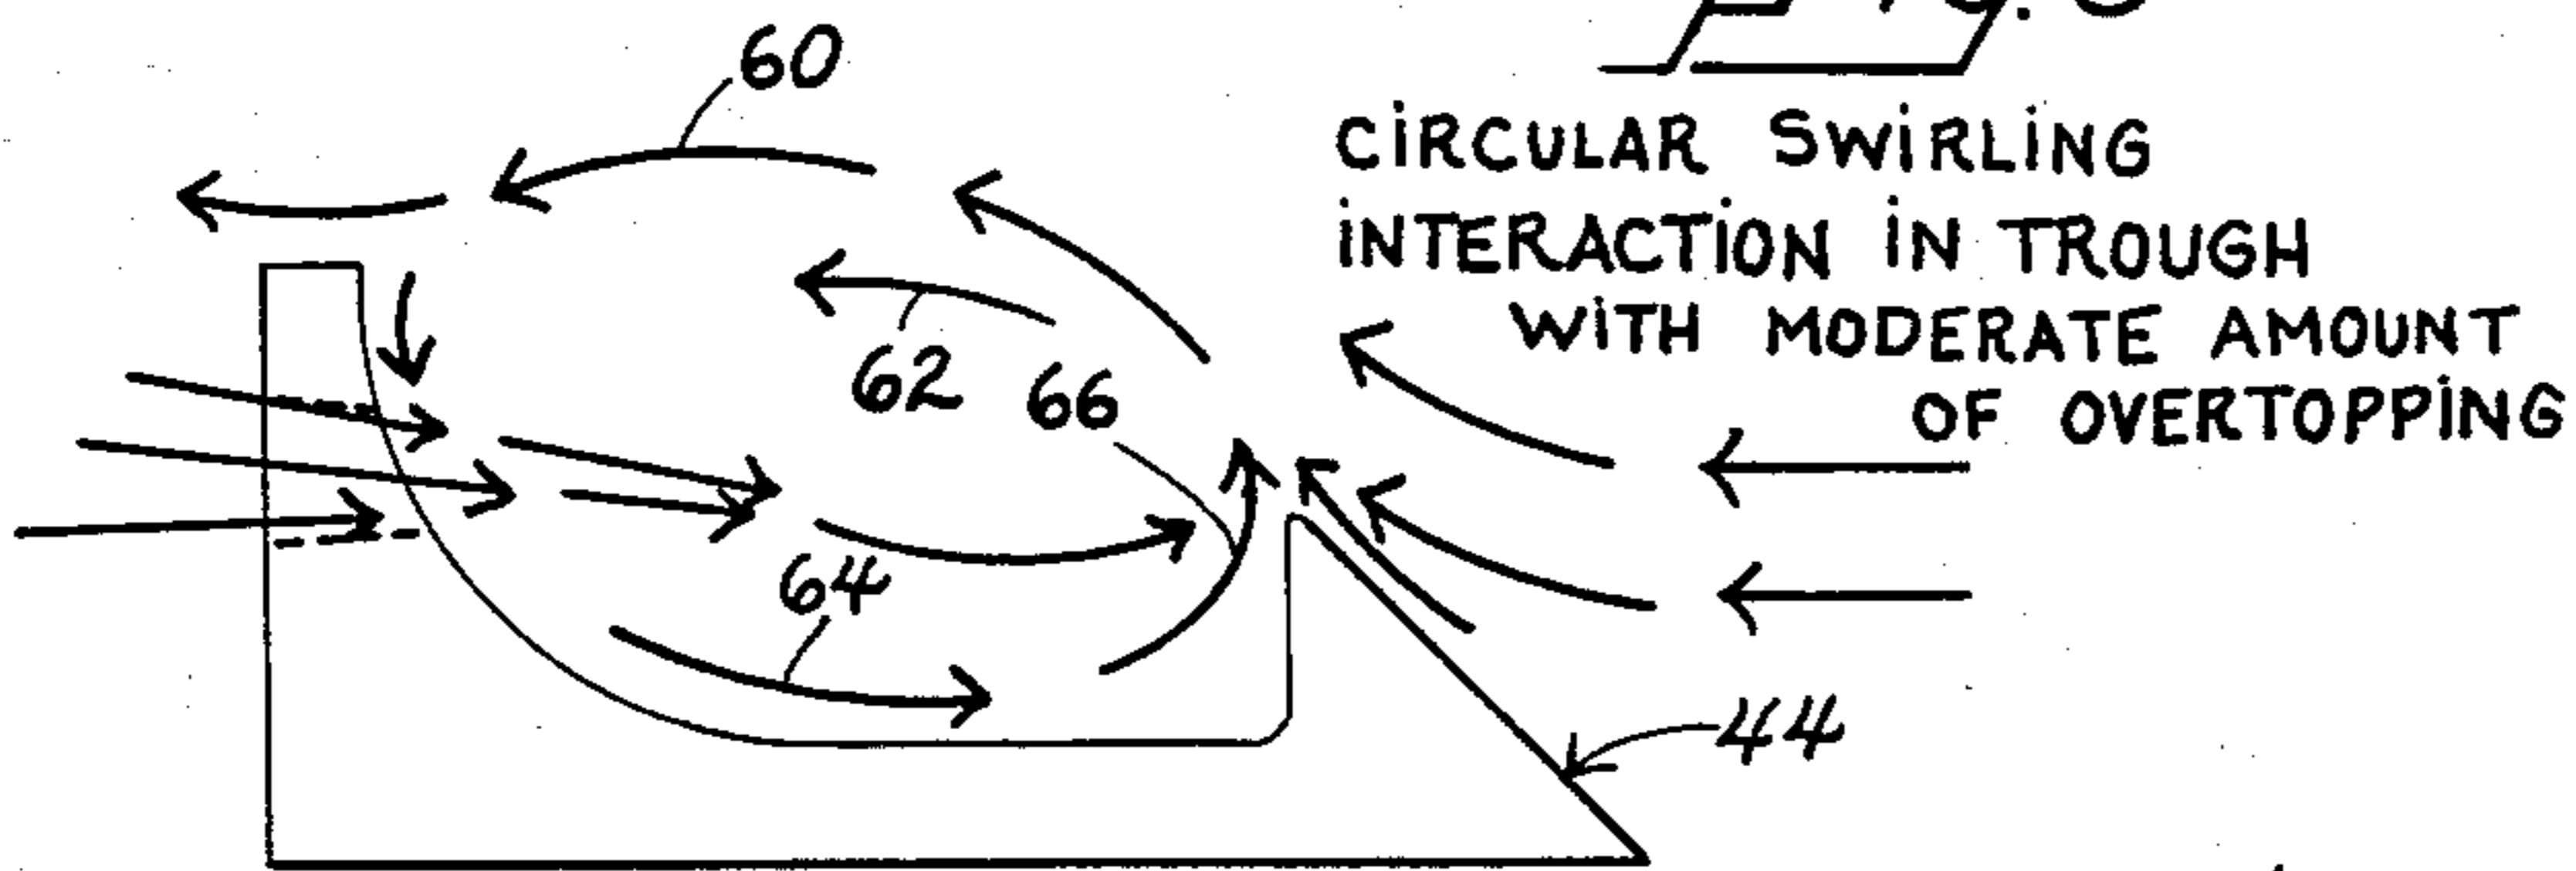 60
CIRCULAR SWIRLING
INTERACTION IN TROUGH
WITH MODERATE AMOUNT
OF OVERTOPPING
62
66
64
44